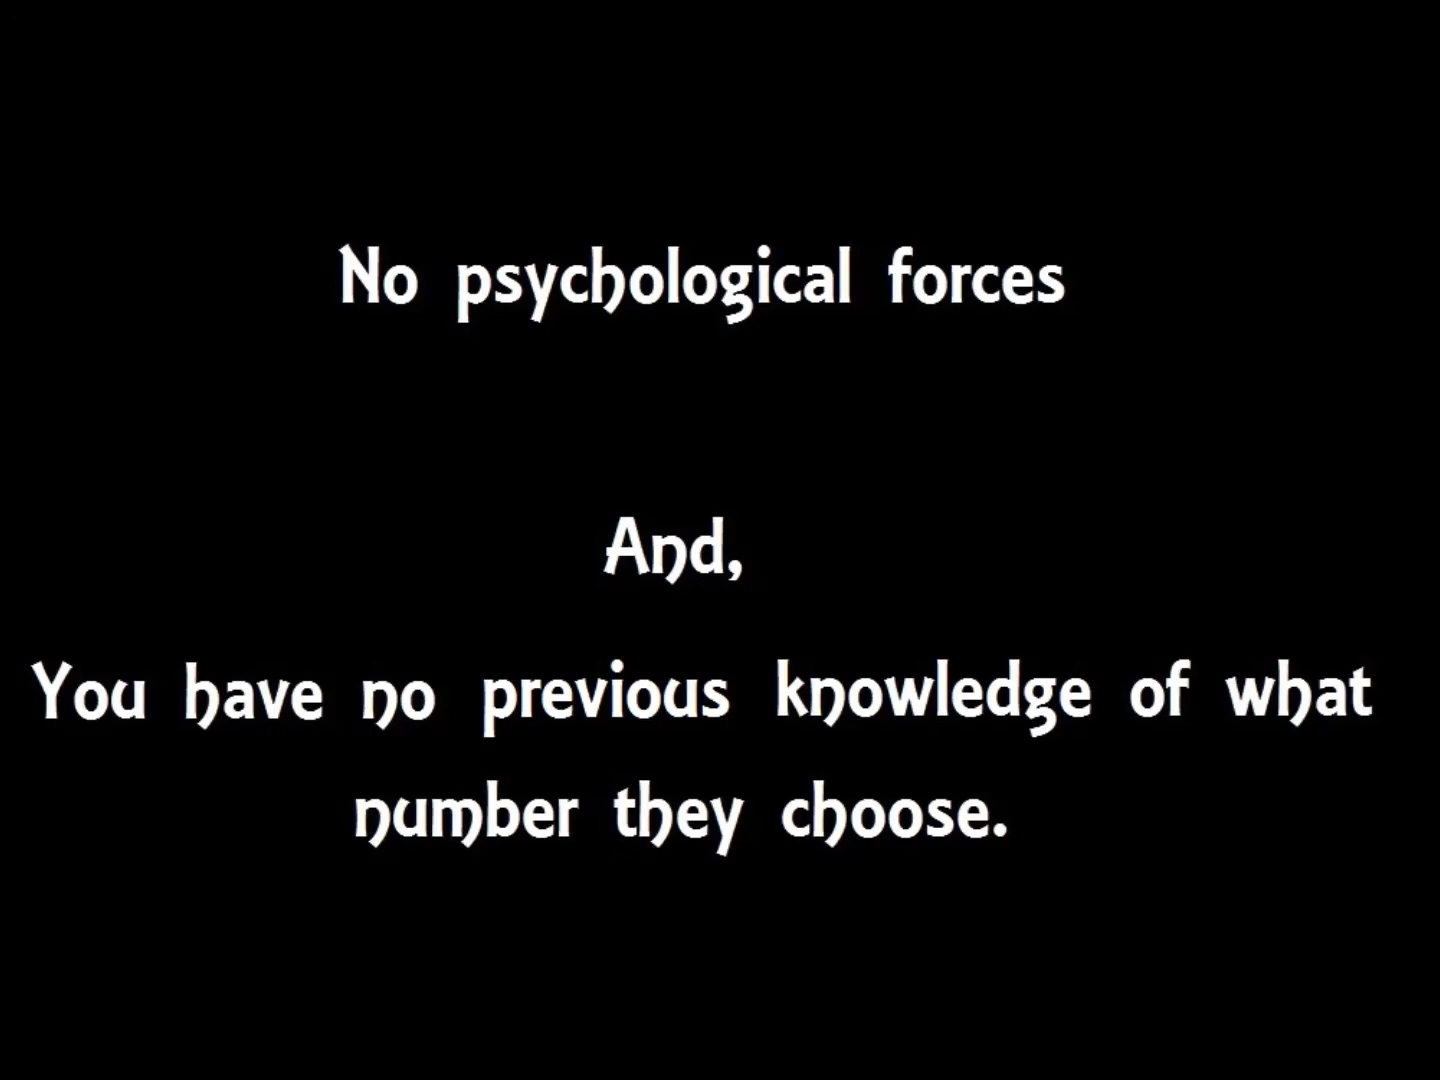 No psychological forces
And,
You have no previous knowledge of what
number they choose.